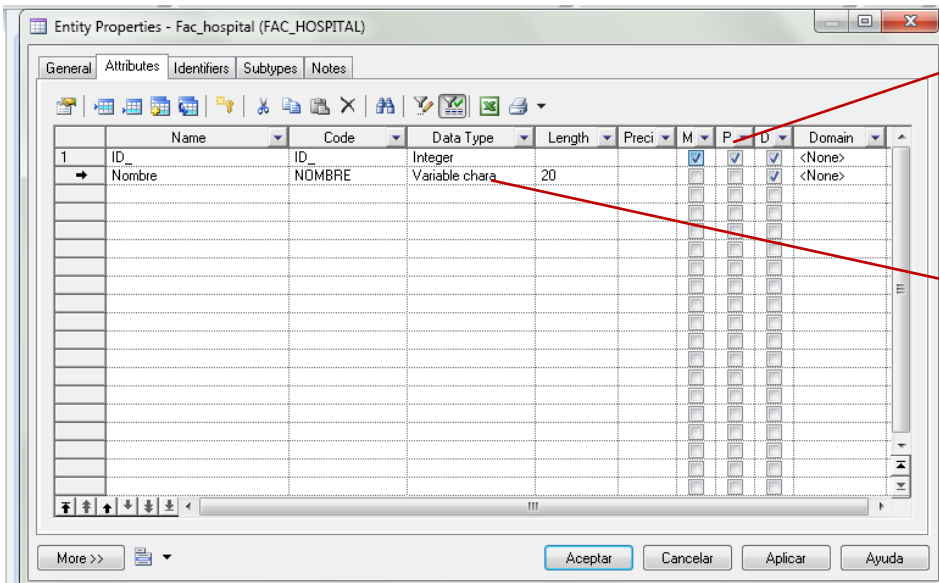 Entity Properties - Fac_hospital (FAC_HOSPITAL)
General Attributes Identifiers Subtypes Notes
Name Code Data Type Length Preci M P D Domain
1 ID_ ID_ Integer <None>
Nombre NOMBRE Variable chara 20 <None>
More >> Aceptar Cancelar Aplicar Ayuda